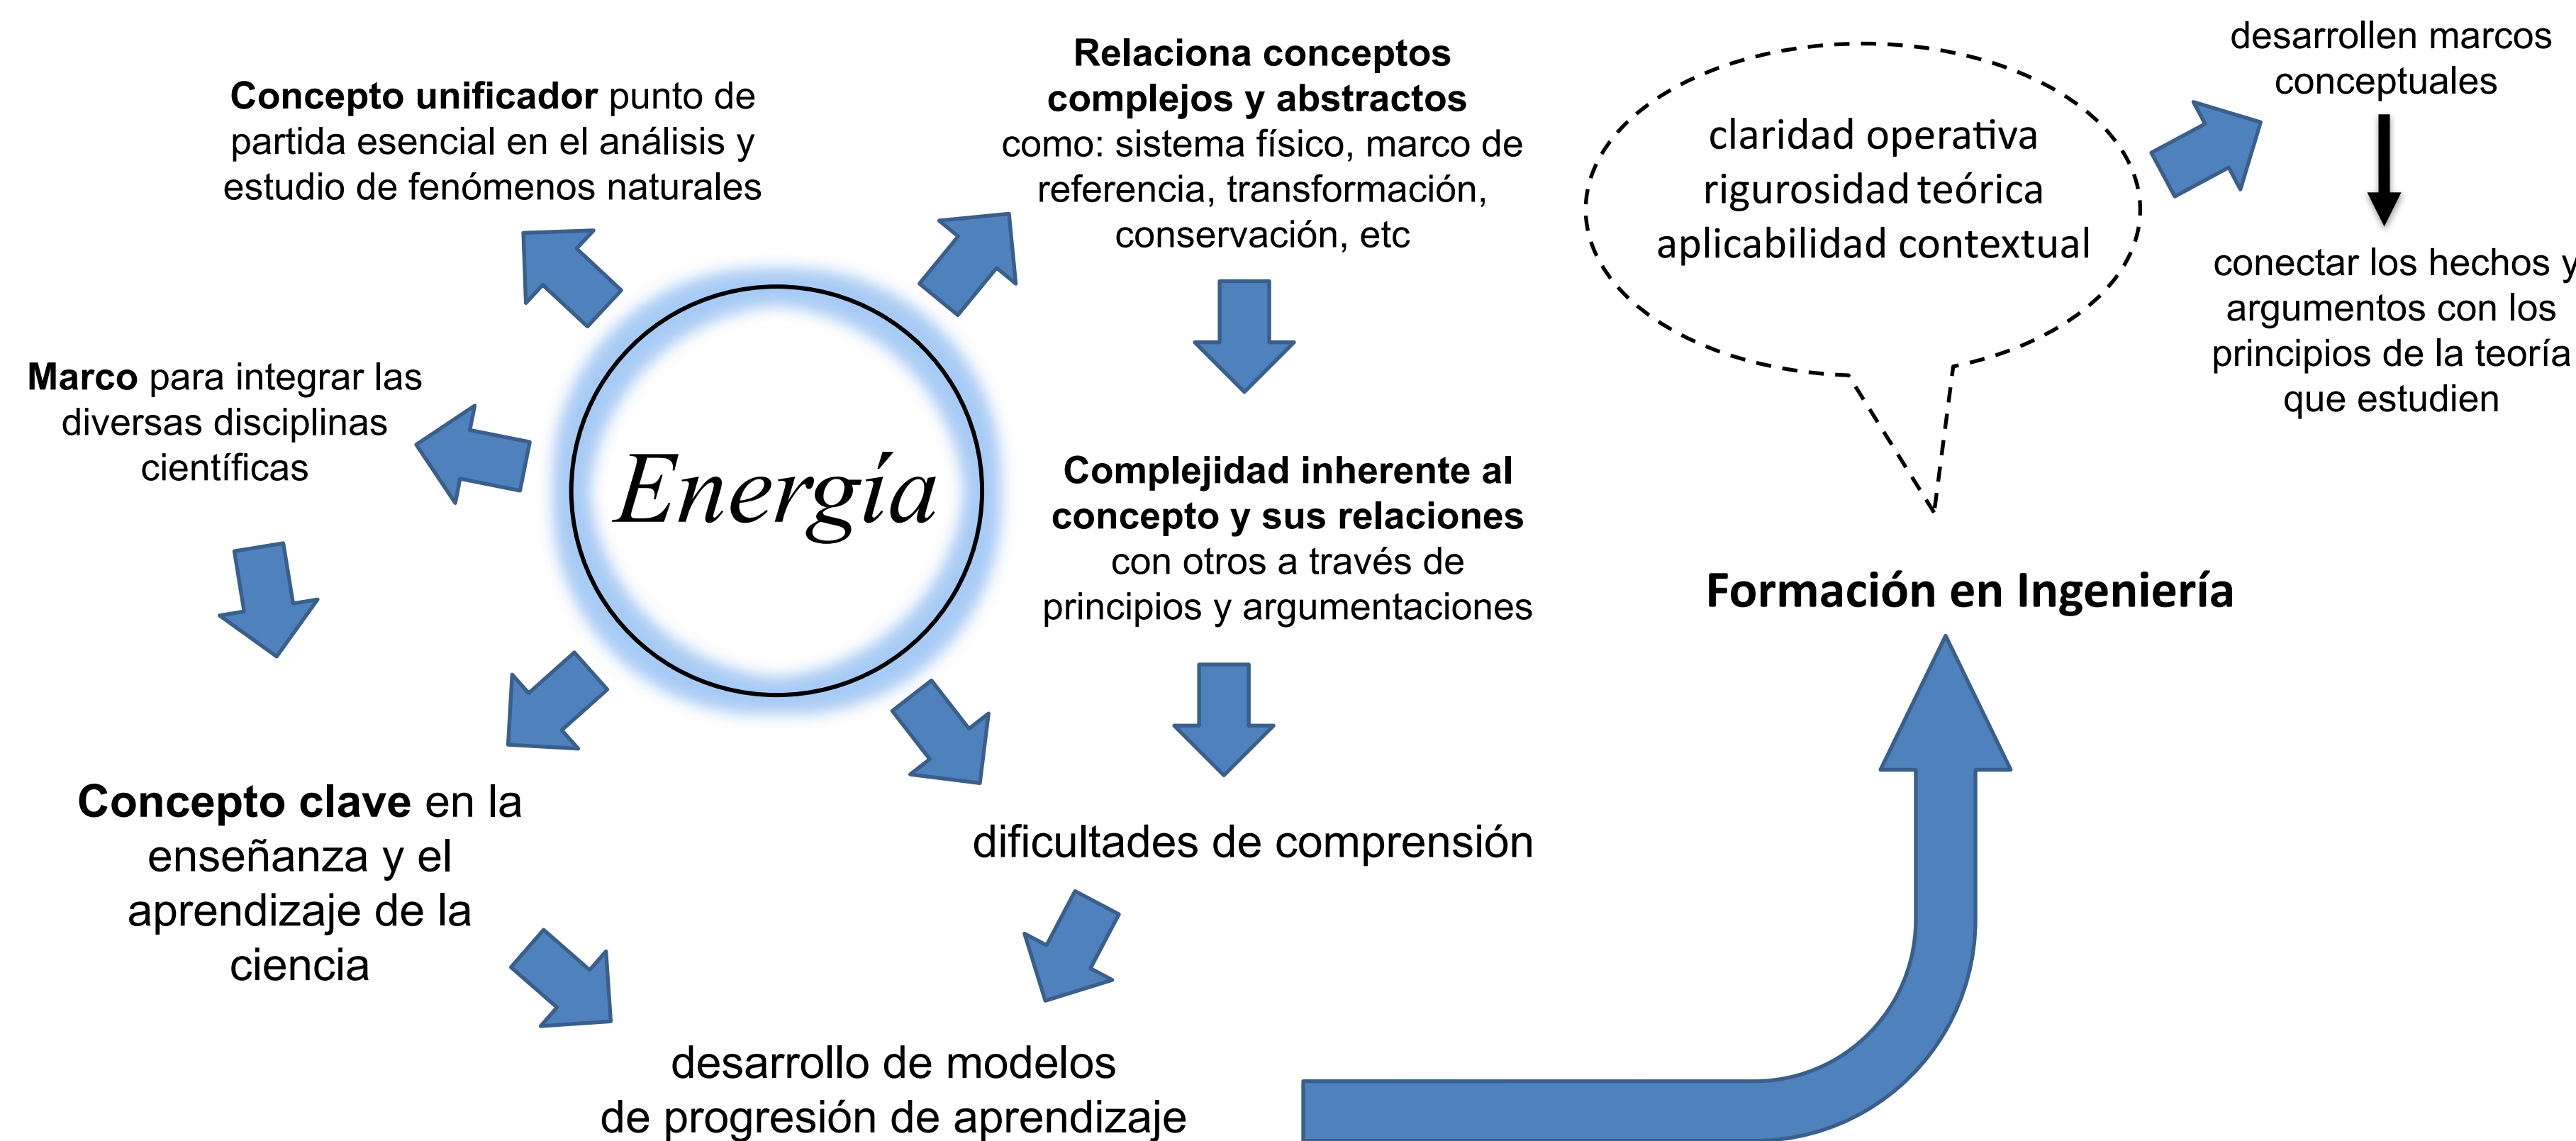 Concepto unificador punto de
partida esencial en el análisis y
estudio de fenómenos naturales
Relaciona conceptos
complejos y abstractos
como: sistema físico, marco de
referencia, transformación,
conservación, etc
claridad operativa
rigurosidad teórica
aplicabilidad contextual
desarrollen marcos
conceptuales
conectar los hechos y
argumentos con los
principios de la teoría
que estudien
Marco para integrar las
diversas disciplinas
científicas
Energía
Complejidad inherente al
concepto y sus relaciones
con otros a través de
principios y argumentaciones
Formación en Ingeniería
Concepto clave en la
enseñanza y el
aprendizaje de la
ciencia
dificultades de comprensión
desarrollo de modelos
de progresión de aprendizaje